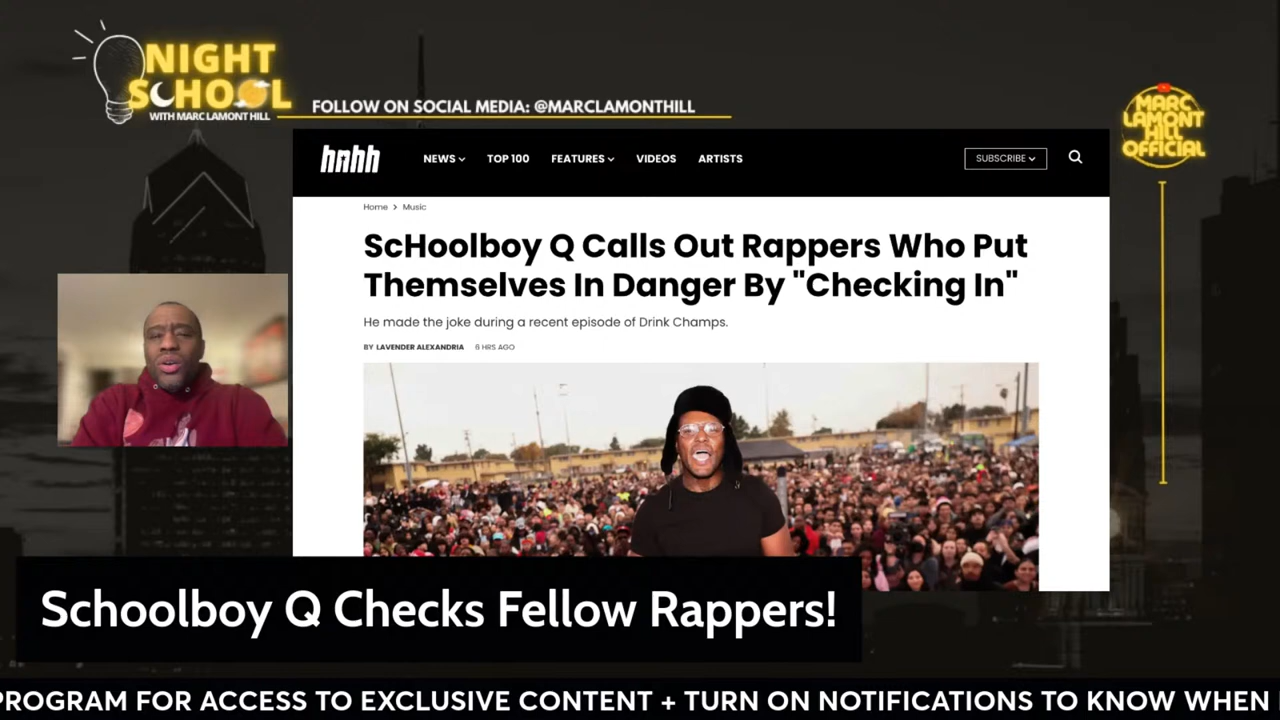 NIGHT
SCHOOL
WITH MARC LAMONT HILL
FOLLOW ON SOCIAL MEDIA: @MARCLAMONTHILL
MARC
LAMONT
HILL
OFFICIAL
hnhh
NEWS TOP 100 FEATURES VIDEOS ARTISTS
SUBSCRIBE
Home > Music
ScHoolboy Q Calls Out Rappers Who Put
Themselves In Danger By "Checking In"
He made the joke during a recent episode of Drink Champs.
BY LAVENDER ALEXANDRIA 6 HRS AGO
Schoolboy Q Checks Fellow Rappers!
PROGRAM FOR ACCESS TO EXCLUSIVE CONTENT + TURN ON NOTIFICATIONS TO KNOW WHEN